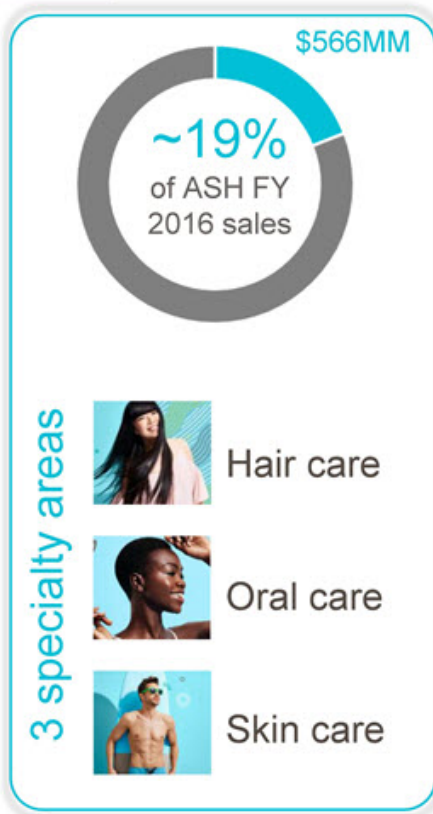 $566MM
~19%
of ASH FY
2016 sales
3 specialty areas
Hair care
Oral care
Skin care